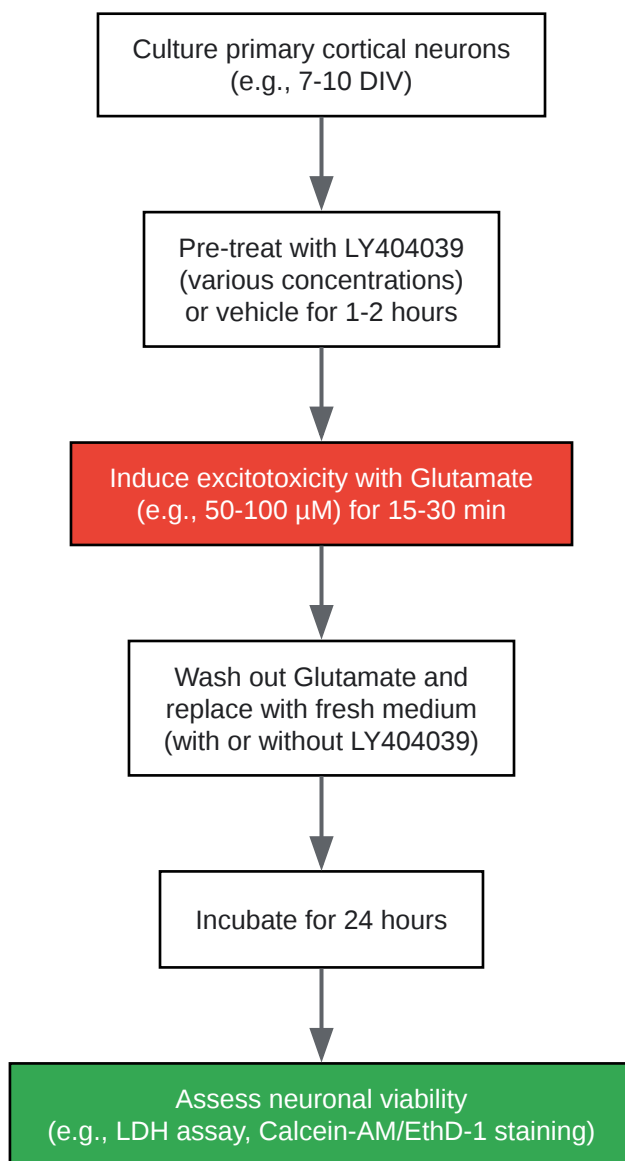 Culture primary cortical neurons
(e.g., 7-10 DIV)
Pre-treat with LY404039
(various concentrations)
or vehicle for 1-2 hours
Induce excitotoxicity with Glutamate
(e.g., 50-100 µM) for 15-30 min
Wash out Glutamate and
replace with fresh medium
(with or without LY404039)
Incubate for 24 hours
Assess neuronal viability
(e.g., LDH assay, Calcein-AM/EthD-1 staining)